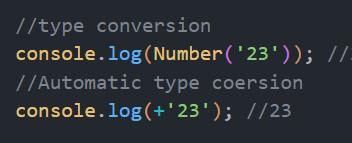 //type conversion
console.log(Number('23')); //
//Automatic type coersion
console.log(+'23'); //23